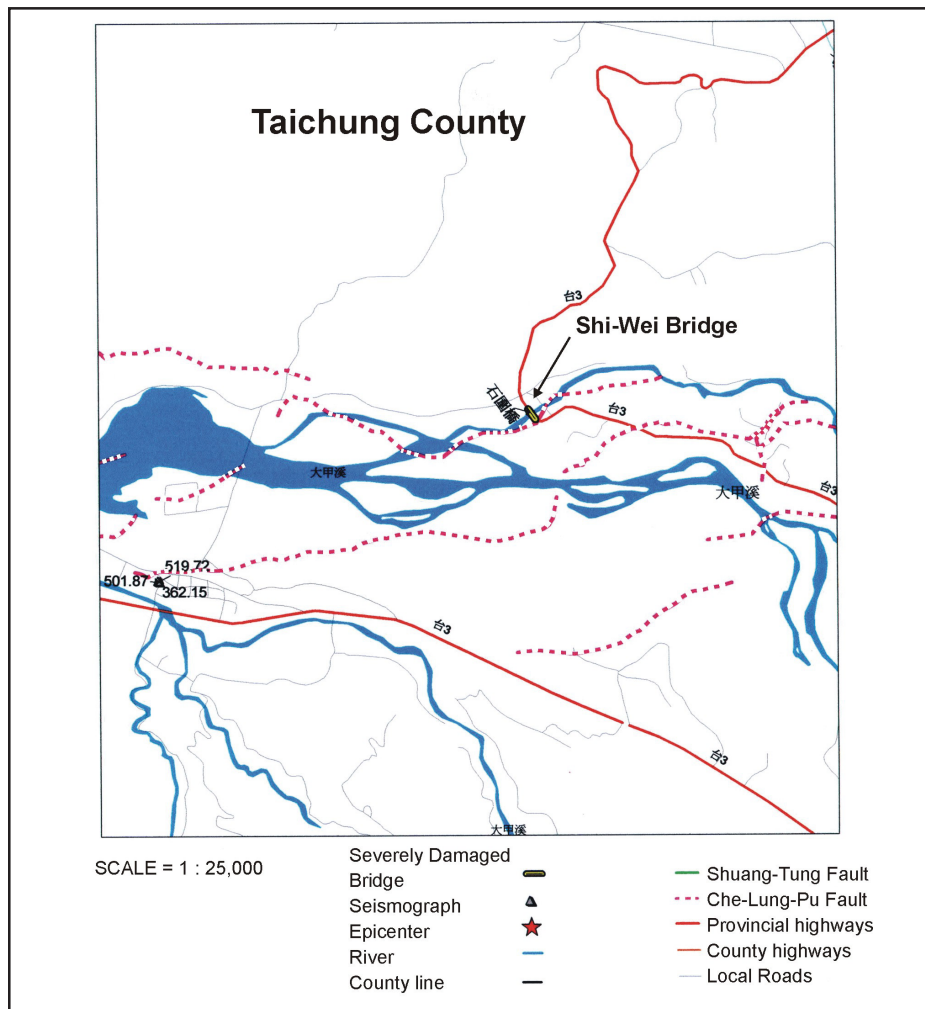 Taichung County
台3
Shi-Wei Bridge
石圍橋
台3
大甲溪
大甲溪
台3
519.72
501.87
362.15
台3
台3
大甲溪
SCALE = 1 : 25,000
Severely Damaged
Bridge
Seismograph
Epicenter
River
County line
Shuang-Tung Fault
Che-Lung-Pu Fault
Provincial highways
County highways
Local Roads